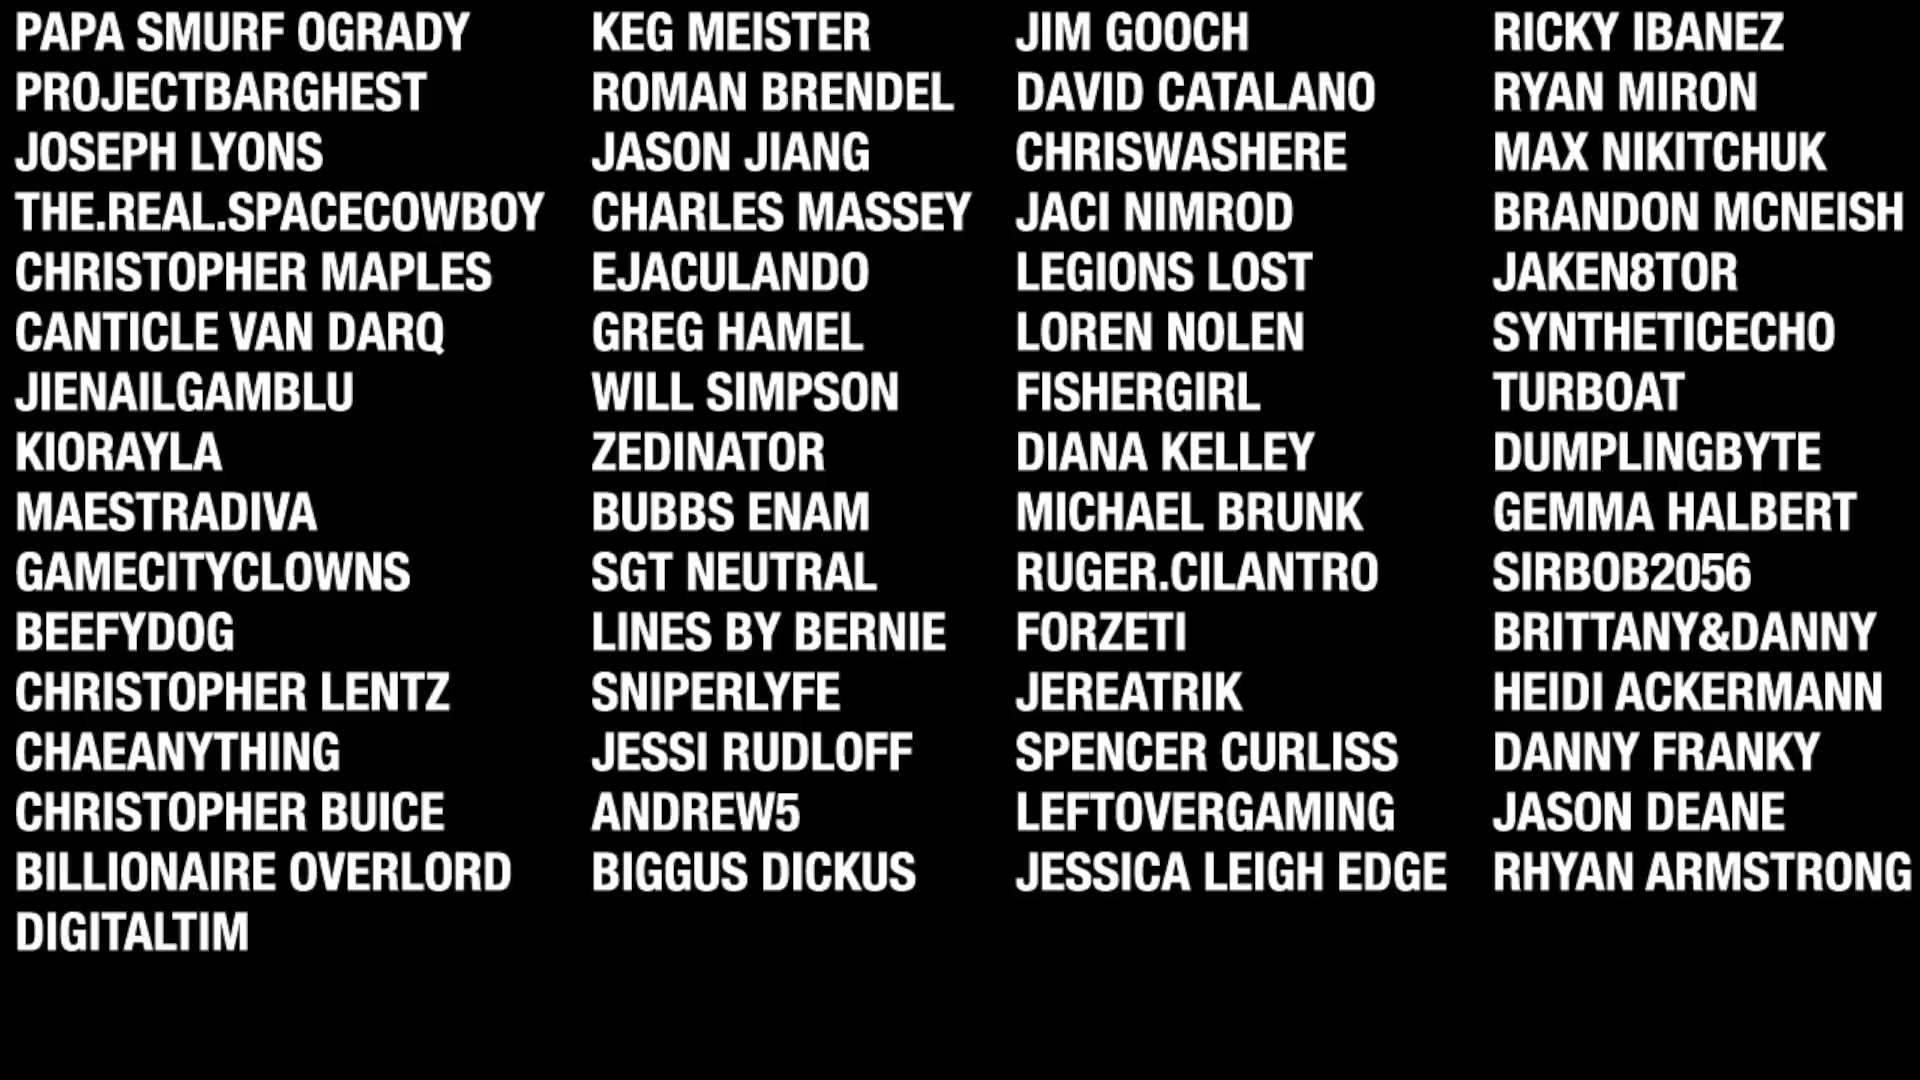 PAPA SMURF OGRADY
PROJECTBARGHEST
JOSEPH LYONS
THE.REAL.SPACECOWBOY
CHRISTOPHER MAPLES
CANTICLE VAN DARQ
JIENAILGAMBLU
KIORAYLA
MAESTRADIVA
GAMECITYCLOWNS
BEEFYDOG
CHRISTOPHER LENTZ
CHAEANYTHING
CHRISTOPHER BUICE
BILLIONAIRE OVERLORD
DIGITALTIM
KEG MEISTER
ROMAN BRENDEL
JASON JIANG
CHARLES MASSEY
EJACULANDO
GREG HAMEL
WILL SIMPSON
ZEDINATOR
BUBBS ENAM
SGT NEUTRAL
LINES BY BERNIE
SNIPERLYFE
JESSI RUDLOFF
ANDREW5
BIGGUS DICKUS
JIM GOOCH
DAVID CATALANO
CHRISWASHERE
JACI NIMROD
LEGIONS LOST
LOREN NOLEN
FISHERGIRL
DIANA KELLEY
MICHAEL BRUNK
RUGER.CILANTRO
FORZETI
JEREATRIK
SPENCER CURLISS
LEFTOVERGAMING
JESSICA LEIGH EDGE
RICKY IBANEZ
RYAN MIRON
MAX NIKITCHUK
BRANDON MCNEISH
JAKEN8TOR
SYNTHETICECHO
TURBOAT
DUMPLINGBYTE
GEMMA HALBERT
SIRBOB2056
BRITTANY&DANNY
HEIDI ACKERMANN
DANNY FRANKY
JASON DEANE
RHYAN ARMSTRONG